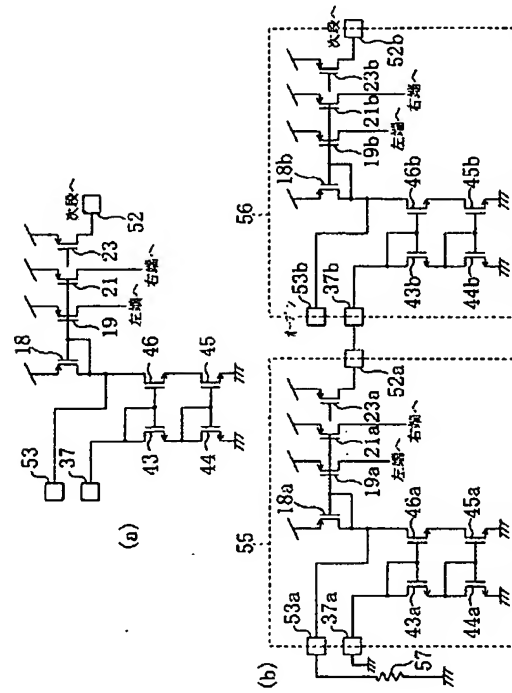 (a)
53
37
18
19
21
23
次段へ
52
左端へ
右端へ
43
46
44
45
(b)
55
53a
37a
57
18a
19a
21a
23a
52a
左端へ
右端へ
43a
46a
44a
45a
56
オープン
53b
37b
18b
19b
21b
23b
次段へ
52b
左端へ
右端へ
43b
46b
44b
45b